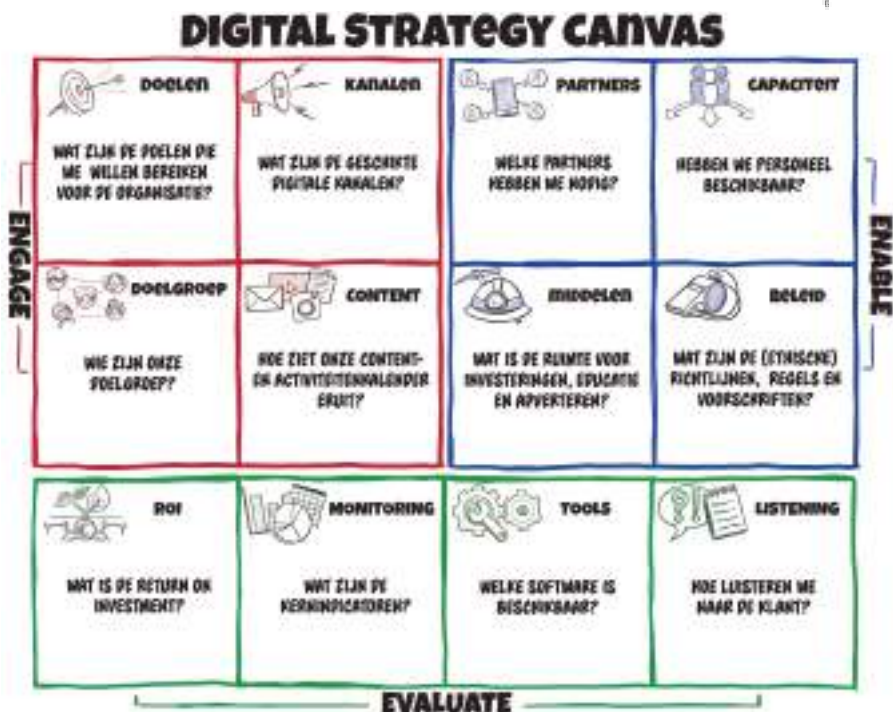 DIGITAL STRATEGY CANVAS
DOELEN
WAT ZIJN DE DOELEN DIE
WE WILLEN BEREIKEN
VOOR DE ORGANISATIE?
KANALEN
WAT ZIJN DE GESCHIKTE
DIGITALE KANALEN?
PARTNERS
WELKE PARTNERS
HEBBEN WE NODIG?
CAPACITEIT
HEBBEN WE PERSONEEL
BESCHIKBAAR?
ENGAGE
ENABLE
DOELGROEP
WIE ZIJN ONZE
DOELGROEP?
CONTENT
HOE ZIET ONZE CONTENT-
EN ACTIVITEITENKALENDER
ERUIT?
MIDDELEN
WAT IS DE RUIMTE VOOR
INVESTERINGEN, EDUCATIE
EN ADVERTEREN?
BELEID
WAT ZIJN DE (ETHISCHE)
RICHTLIJNEN, REGELS EN
VOORSCHRIFTEN?
ROI
WAT IS DE RETURN ON
INVESTMENT?
MONITORING
WAT ZIJN DE
KERNINDICATOREN?
TOOLS
WELKE SOFTWARE IS
BESCHIKBAAR?
LISTENING
HOE LUISTEREN WE
NAAR DE KLANT?
EVALUATE